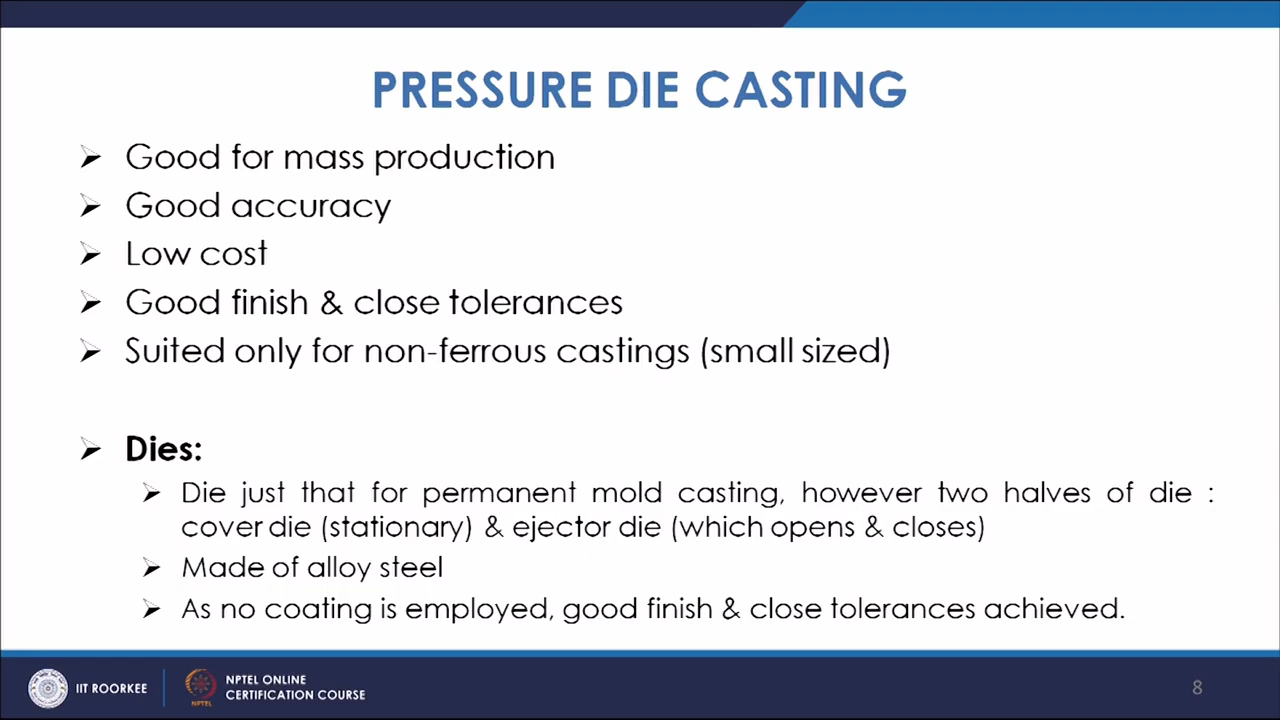 PRESSURE DIE CASTING
➢ Good for mass production
➢ Good accuracy
➢ Low cost
➢ Good finish & close tolerances
➢ Suited only for non-ferrous castings (small sized)
➢ Dies:
➢ Die just that for permanent mold casting, however two halves of die :
cover die (stationary) & ejector die (which opens & closes)
➢ Made of alloy steel
➢ As no coating is employed, good finish & close tolerances achieved.
IIT ROORKEE
NPTEL
NPTEL ONLINE
CERTIFICATION COURSE
8